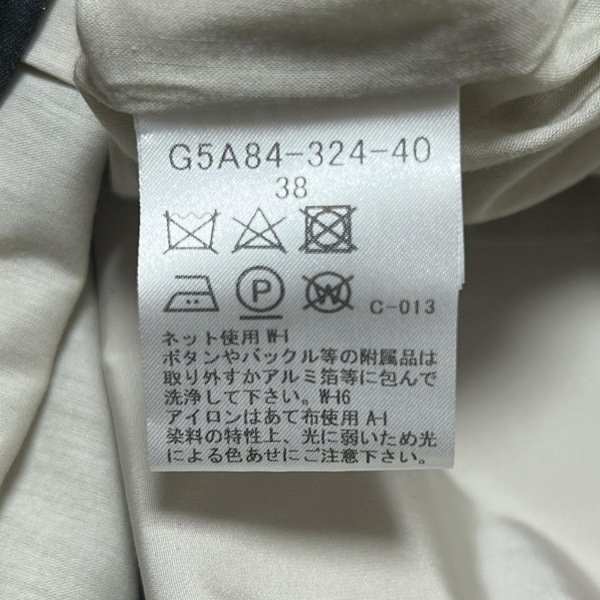 G5A84-324-40
38
P W C-013
ネット使用 W-1
ボタンやバックル等の附属品は
取り外すかアルミ箔等に包んで
洗浄して下さい。W-16
アイロンはあて布使用 A-1
染料の特性上、光に弱いため光
による色あせにご注意下さい。